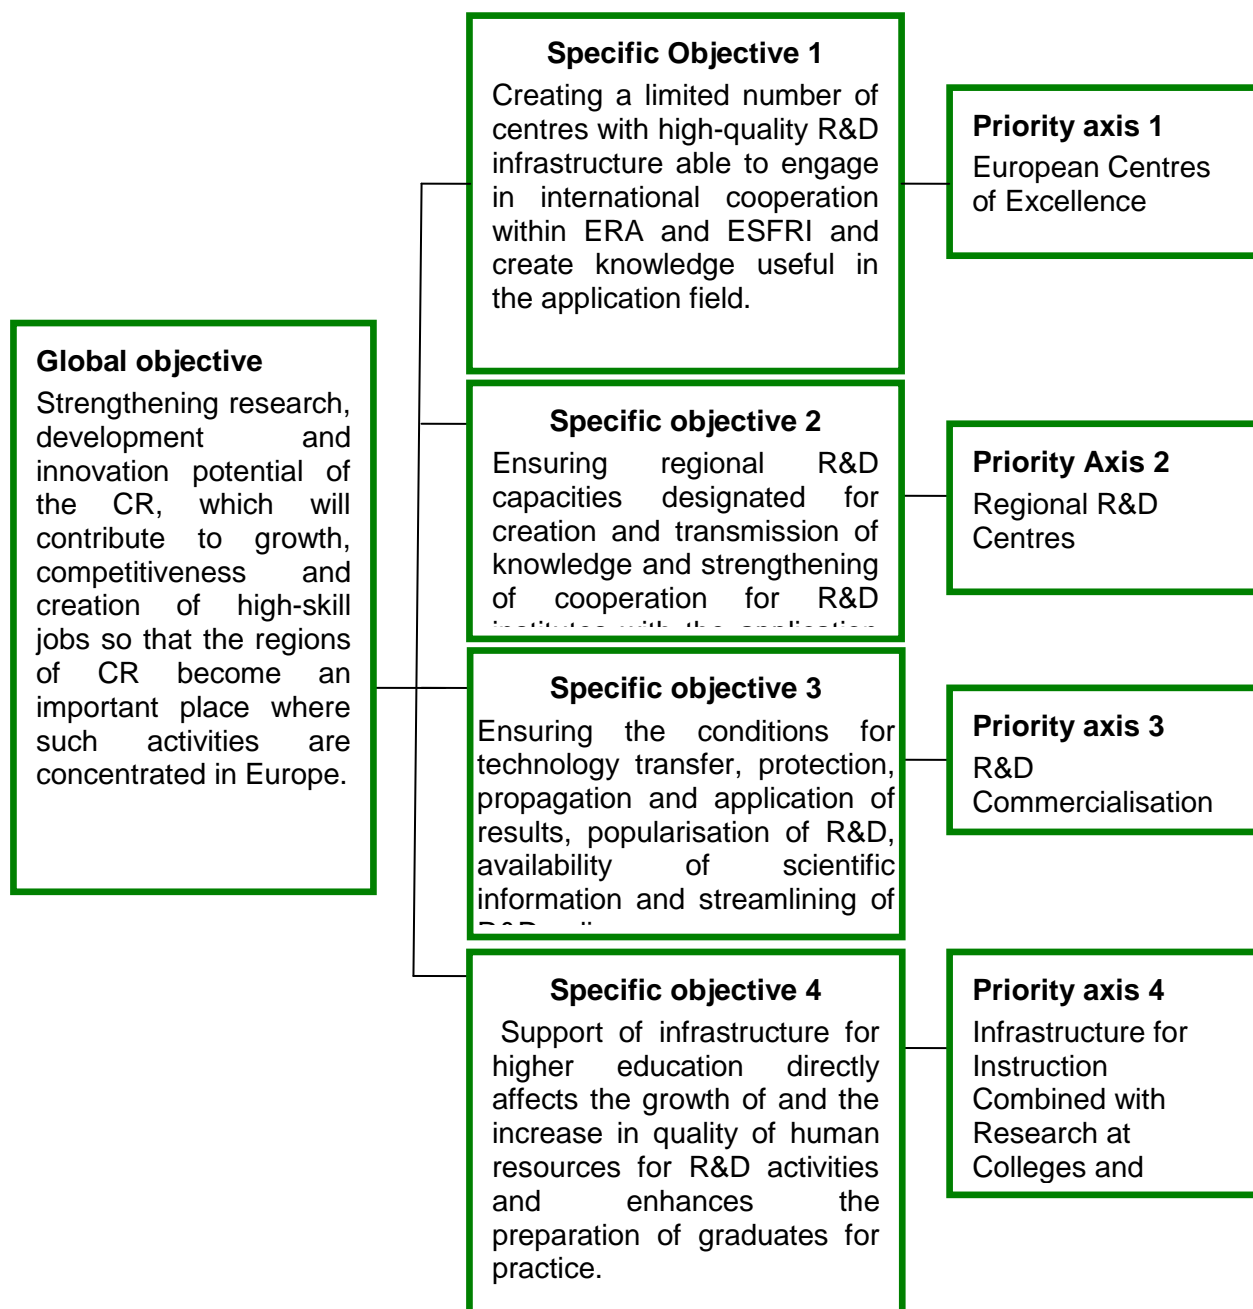 Global objective
Strengthening research,
development and
innovation potential of
the CR, which will
contribute to growth,
competitiveness and
creation of high-skill
jobs so that the regions
of CR become an
important place where
such activities are
concentrated in Europe.
Specific Objective 1
Creating a limited number of
centres with high-quality R&D
infrastructure able to engage
in international cooperation
within ERA and ESFRI and
create knowledge useful in
the application field.
Priority axis 1
European Centres
of Excellence
Specific objective 2
Ensuring regional R&D
capacities designated for
creation and transmission of
knowledge and strengthening
of cooperation for R&D
institutes with the application
Priority Axis 2
Regional R&D
Centres
Specific objective 3
Ensuring the conditions for
technology transfer, protection,
propagation and application of
results, popularisation of R&D,
availability of scientific
information and streamlining of
Priority axis 3
R&D
Commercialisation
Specific objective 4
Support of infrastructure for
higher education directly
affects the growth of and the
increase in quality of human
resources for R&D activities
and enhances the
preparation of graduates for
practice.
Priority axis 4
Infrastructure for
Instruction
Combined with
Research at
Colleges and